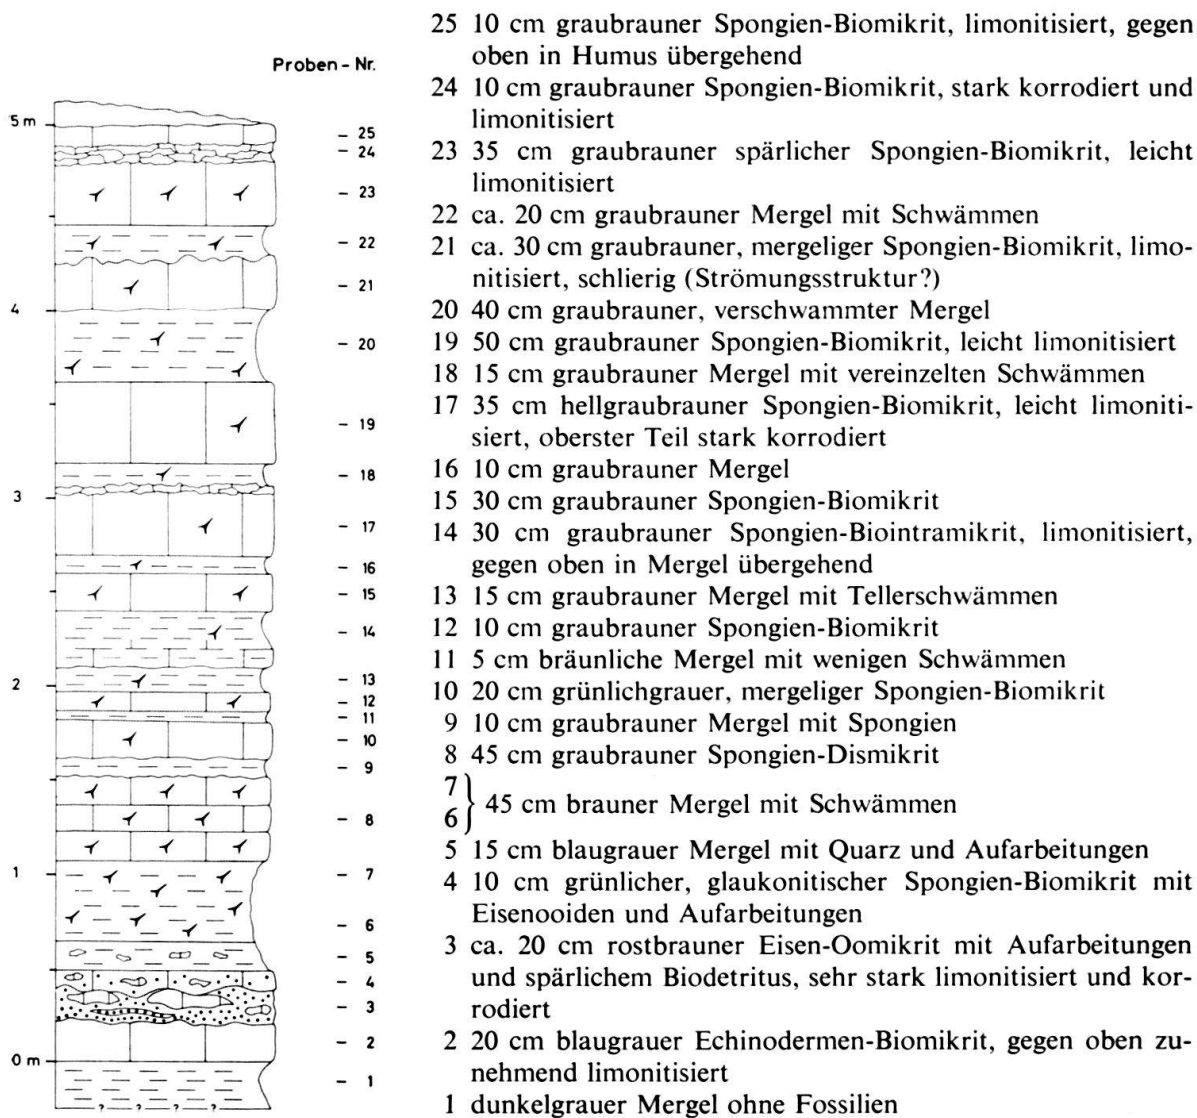 Proben - Nr.
5 m
4
3
2
1
0 m
25
24
23
22
21
20
19
18
17
16
15
14
13
12
11
10
9
8
7
6
5
4
3
2
1
? ? ? ?
25 10 cm graubrauner Spongien-Biomikrit, limonitisiert, gegen
oben in Humus übergehend
24 10 cm graubrauner Spongien-Biomikrit, stark korrodiert und
limonitisiert
23 35 cm graubrauner spärlicher Spongien-Biomikrit, leicht
limonitisiert
22 ca. 20 cm graubrauner Mergel mit Schwämmen
21 ca. 30 cm graubrauner, mergeliger Spongien-Biomikrit, limo-
nitisiert, schlierig (Strömungsstruktur?)
20 40 cm graubrauner, verschwammter Mergel
19 50 cm graubrauner Spongien-Biomikrit, leicht limonitisiert
18 15 cm graubrauner Mergel mit vereinzelten Schwämmen
17 35 cm hellgraubrauner Spongien-Biomikrit, leicht limoniti-
siert, oberster Teil stark korrodiert
16 10 cm graubrauner Mergel
15 30 cm graubrauner Spongien-Biomikrit
14 30 cm graubrauner Spongien-Biointramikrit, limonitisiert,
gegen oben in Mergel übergehend
13 15 cm graubrauner Mergel mit Tellerschwämmen
12 10 cm graubrauner Spongien-Biomikrit
11 5 cm bräunliche Mergel mit wenigen Schwämmen
10 20 cm grünlichgrauer, mergeliger Spongien-Biomikrit
9 10 cm graubrauner Mergel mit Spongien
8 45 cm graubrauner Spongien-Dismikrit
7
6 } 45 cm brauner Mergel mit Schwämmen
5 15 cm blaugrauer Mergel mit Quarz und Aufarbeitungen
4 10 cm grünlicher, glaukonitischer Spongien-Biomikrit mit
Eisenooiden und Aufarbeitungen
3 ca. 20 cm rostbrauner Eisen-Oomikrit mit Aufarbeitungen
und spärlichem Biodetritus, sehr stark limonitisiert und kor-
rodiert
2 20 cm blaugrauer Echinodermen-Biomikrit, gegen oben zu-
nehmend limonitisiert
1 dunkelgrauer Mergel ohne Fossilien